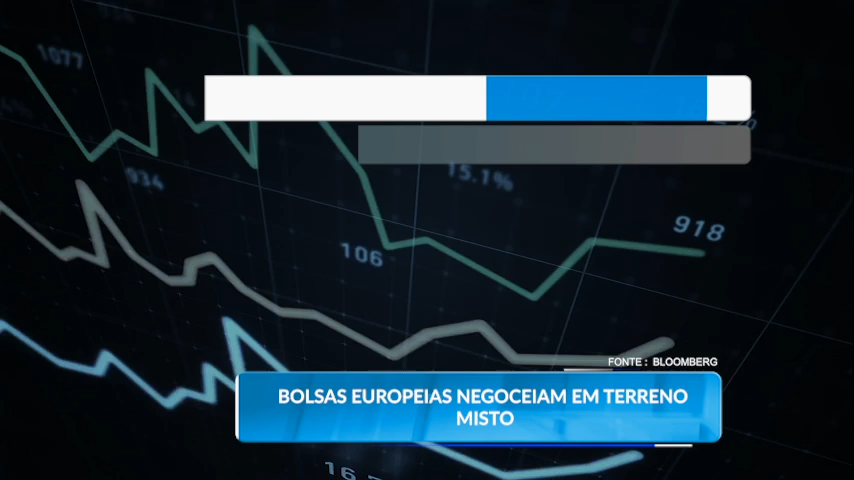 1077
934
15.1%
918
106
FONTE : BLOOMBERG
BOLSAS EUROPEIAS NEGOCEIAM EM TERRENO
MISTO